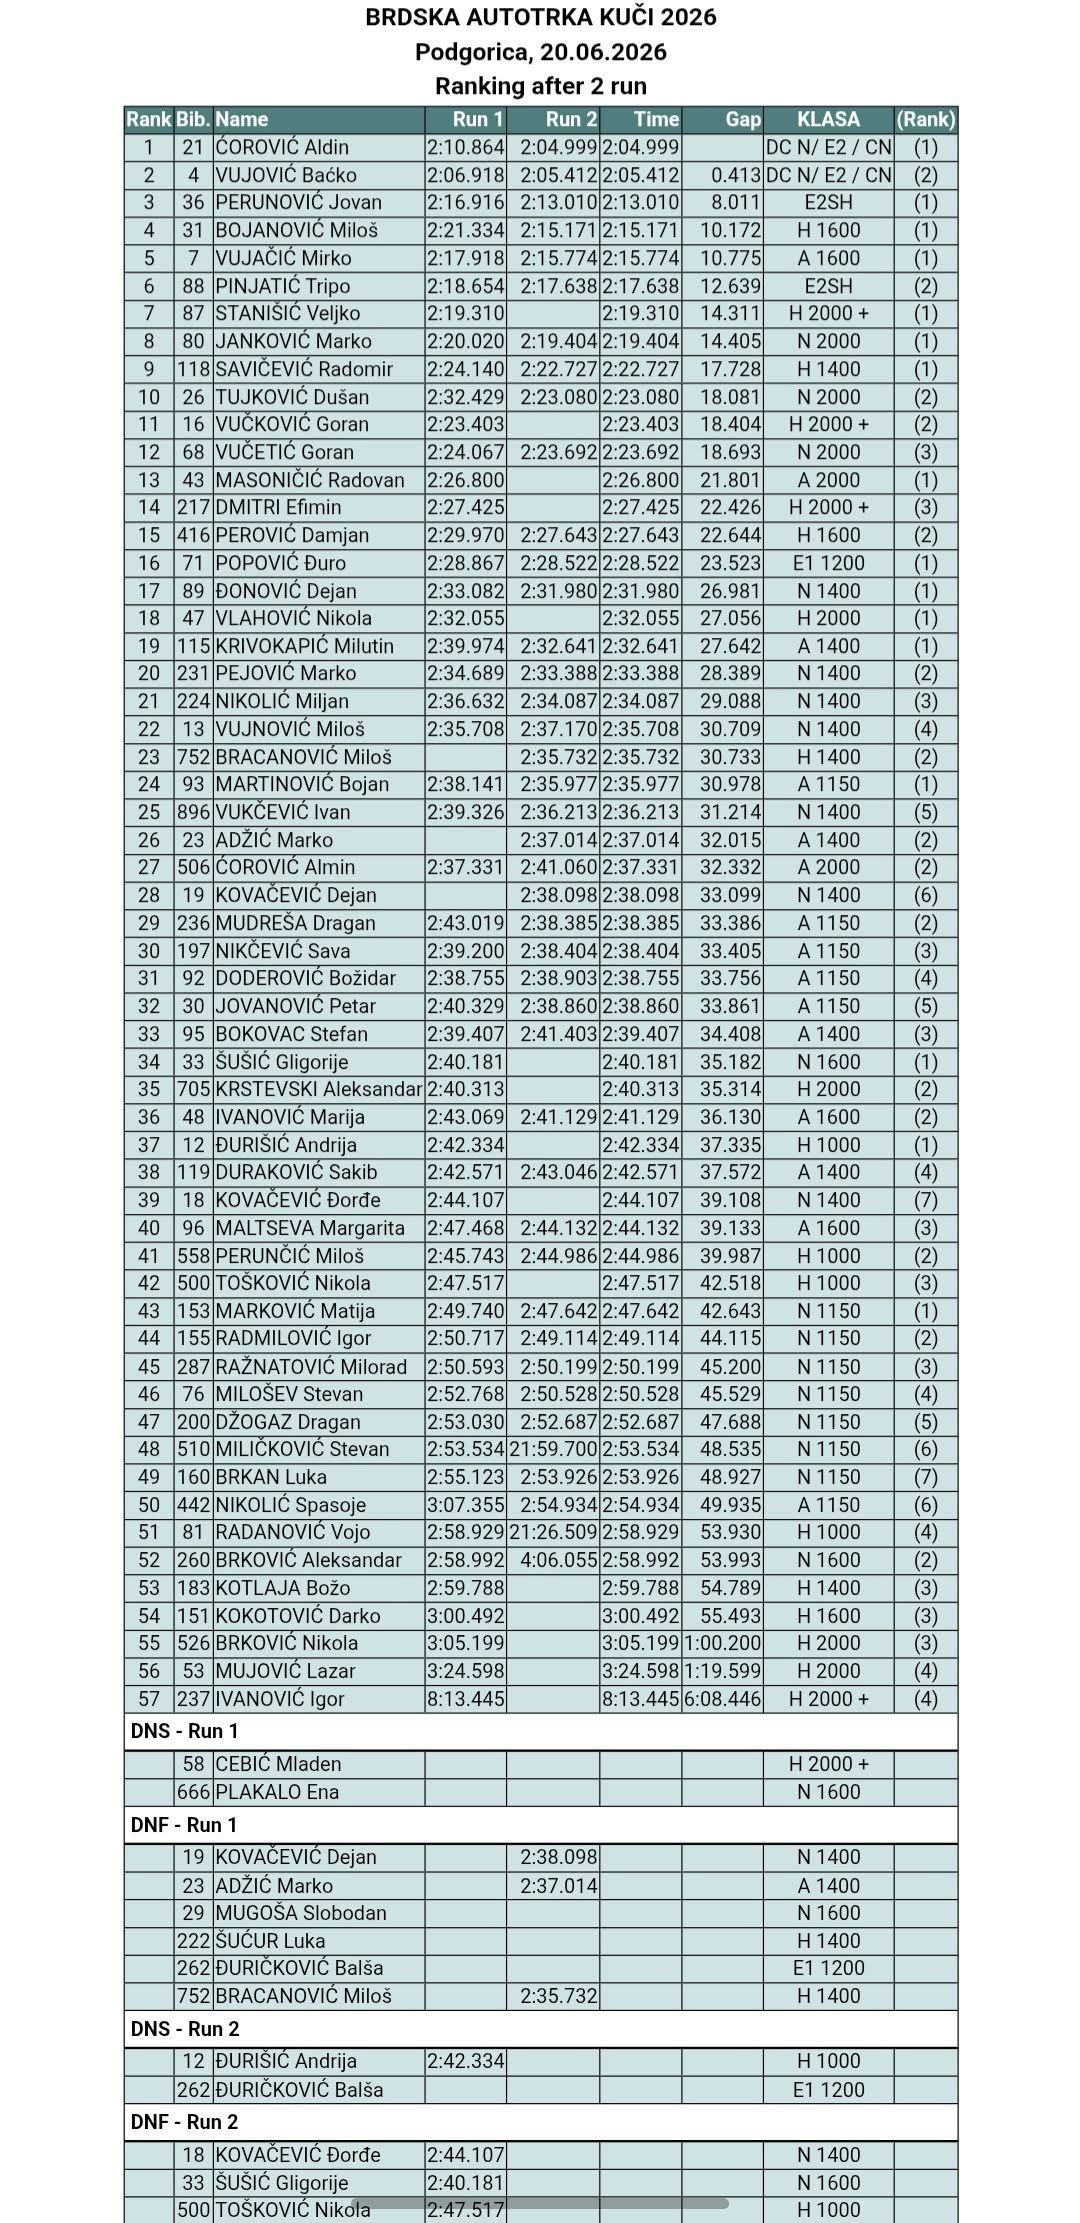 BRDSKA AUTOTRKA KUČI 2026
Podgorica, 20.06.2026
Ranking after 2 run
Rank Bib. Name Run 1 Run 2 Time Gap KLASA (Rank)
1 21 ĆOROVIĆ Aldin 2:10.864 2:04.999 2:04.999 DC N/ E2 / CN (1)
2 4 VUJOVIĆ Baćko 2:06.918 2:05.412 2:05.412 0.413 DC N/ E2 / CN (2)
3 36 PERUNOVIĆ Jovan 2:16.916 2:13.010 2:13.010 8.011 E2SH (1)
4 31 BOJANOVIĆ Miloš 2:21.334 2:15.171 2:15.171 10.172 H 1600 (1)
5 7 VUJAČIĆ Mirko 2:17.918 2:15.774 2:15.774 10.775 A 1600 (1)
6 88 PINJATIĆ Tripo 2:18.654 2:17.638 2:17.638 12.639 E2SH (2)
7 87 STANIŠIĆ Veljko 2:19.310 2:19.310 14.311 H 2000 + (1)
8 80 JANKOVIĆ Marko 2:20.020 2:19.404 2:19.404 14.405 N 2000 (1)
9 118 SAVIČEVIĆ Radomir 2:24.140 2:22.727 2:22.727 17.728 H 1400 (1)
10 26 TUJKOVIĆ Dušan 2:32.429 2:23.080 2:23.080 18.081 N 2000 (2)
11 16 VUČKOVIĆ Goran 2:23.403 2:23.403 18.404 H 2000 + (2)
12 68 VUČETIĆ Goran 2:24.067 2:23.692 2:23.692 18.693 N 2000 (3)
13 43 MASONIČIĆ Radovan 2:26.800 2:26.800 21.801 A 2000 (1)
14 217 DMITRI Efimin 2:27.425 2:27.425 22.426 H 2000 + (3)
15 416 PEROVIĆ Damjan 2:29.970 2:27.643 2:27.643 22.644 H 1600 (2)
16 71 POPOVIĆ Đuro 2:28.867 2:28.522 2:28.522 23.523 E1 1200 (1)
17 89 ĐONOVIĆ Dejan 2:33.082 2:31.980 2:31.980 26.981 N 1400 (1)
18 47 VLAHOVIĆ Nikola 2:32.055 2:32.055 27.056 H 2000 (1)
19 115 KRIVOKAPIĆ Milutin 2:39.974 2:32.641 2:32.641 27.642 A 1400 (1)
20 231 PEJOVIĆ Marko 2:34.689 2:33.388 2:33.388 28.389 N 1400 (2)
21 224 NIKOLIĆ Miljan 2:36.632 2:34.087 2:34.087 29.088 N 1400 (3)
22 13 VUJNOVIĆ Miloš 2:35.708 2:37.170 2:35.708 30.709 N 1400 (4)
23 752 BRACANOVIĆ Miloš 2:35.732 2:35.732 30.733 H 1400 (2)
24 93 MARTINOVIĆ Bojan 2:38.141 2:35.977 2:35.977 30.978 A 1150 (1)
25 896 VUKČEVIĆ Ivan 2:39.326 2:36.213 2:36.213 31.214 N 1400 (5)
26 23 ADŽIĆ Marko 2:37.014 2:37.014 32.015 A 1400 (2)
27 506 ĆOROVIĆ Almin 2:37.331 2:41.060 2:37.331 32.332 A 2000 (2)
28 19 KOVAČEVIĆ Dejan 2:38.098 2:38.098 33.099 N 1400 (6)
29 236 MUDREŠA Dragan 2:43.019 2:38.385 2:38.385 33.386 A 1150 (2)
30 197 NIKČEVIĆ Sava 2:39.200 2:38.404 2:38.404 33.405 A 1150 (3)
31 92 DODEROVIĆ Božidar 2:38.755 2:38.903 2:38.755 33.756 A 1150 (4)
32 30 JOVANOVIĆ Petar 2:40.329 2:38.860 2:38.860 33.861 A 1150 (5)
33 95 BOKOVAC Stefan 2:39.407 2:41.403 2:39.407 34.408 A 1400 (3)
34 33 ŠUŠIĆ Gligorije 2:40.181 2:40.181 35.182 N 1600 (1)
35 705 KRSTEVSKI Aleksandar 2:40.313 2:40.313 35.314 H 2000 (2)
36 48 IVANOVIĆ Marija 2:43.069 2:41.129 2:41.129 36.130 A 1600 (2)
37 12 ĐURIŠIĆ Andrija 2:42.334 2:42.334 37.335 H 1000 (1)
38 119 DURAKOVIĆ Sakib 2:42.571 2:43.046 2:42.571 37.572 A 1400 (4)
39 18 KOVAČEVIĆ Đorđe 2:44.107 2:44.107 39.108 N 1400 (7)
40 96 MALTSEVA Margarita 2:47.468 2:44.132 2:44.132 39.133 A 1600 (3)
41 558 PERUNČIĆ Miloš 2:45.743 2:44.986 2:44.986 39.987 H 1000 (2)
42 500 TOŠKOVIĆ Nikola 2:47.517 2:47.517 42.518 H 1000 (3)
43 153 MARKOVIĆ Matija 2:49.740 2:47.642 2:47.642 42.643 N 1150 (1)
44 155 RADMILOVIĆ Igor 2:50.717 2:49.114 2:49.114 44.115 N 1150 (2)
45 287 RAŽNATOVIĆ Milorad 2:50.593 2:50.199 2:50.199 45.200 N 1150 (3)
46 76 MILOŠEV Stevan 2:52.768 2:50.528 2:50.528 45.529 N 1150 (4)
47 200 DŽOGAZ Dragan 2:53.030 2:52.687 2:52.687 47.688 N 1150 (5)
48 510 MILIČKOVIĆ Stevan 2:53.534 21:59.700 2:53.534 48.535 N 1150 (6)
49 160 BRKAN Luka 2:55.123 2:53.926 2:53.926 48.927 N 1150 (7)
50 442 NIKOLIĆ Spasoje 3:07.355 2:54.934 2:54.934 49.935 A 1150 (6)
51 81 RADANOVIĆ Vojo 2:58.929 21:26.509 2:58.929 53.930 H 1000 (4)
52 260 BRKOVIĆ Aleksandar 2:58.992 4:06.055 2:58.992 53.993 N 1600 (2)
53 183 KOTLAJA Božo 2:59.788 2:59.788 54.789 H 1400 (3)
54 151 KOKOTOVIĆ Darko 3:00.492 3:00.492 55.493 H 1600 (3)
55 526 BRKOVIĆ Nikola 3:05.199 3:05.199 1:00.200 H 2000 (3)
56 53 MUJOVIĆ Lazar 3:24.598 3:24.598 1:19.599 H 2000 (4)
57 237 IVANOVIĆ Igor 8:13.445 8:13.445 6:08.446 H 2000 + (4)
DNS - Run 1
58 CEBIĆ Mladen H 2000 +
666 PLAKALO Ena N 1600
DNF - Run 1
19 KOVAČEVIĆ Dejan 2:38.098 N 1400
23 ADŽIĆ Marko 2:37.014 A 1400
29 MUGOŠA Slobodan N 1600
222 ŠUĆUR Luka H 1400
262 ĐURIČKOVIĆ Balša E1 1200
752 BRACANOVIĆ Miloš 2:35.732 H 1400
DNS - Run 2
12 ĐURIŠIĆ Andrija 2:42.334 H 1000
262 ĐURIČKOVIĆ Balša E1 1200
DNF - Run 2
18 KOVAČEVIĆ Đorđe 2:44.107 N 1400
33 ŠUŠIĆ Gligorije 2:40.181 N 1600
500 TOŠKOVIĆ Nikola 2:47.517 H 1000